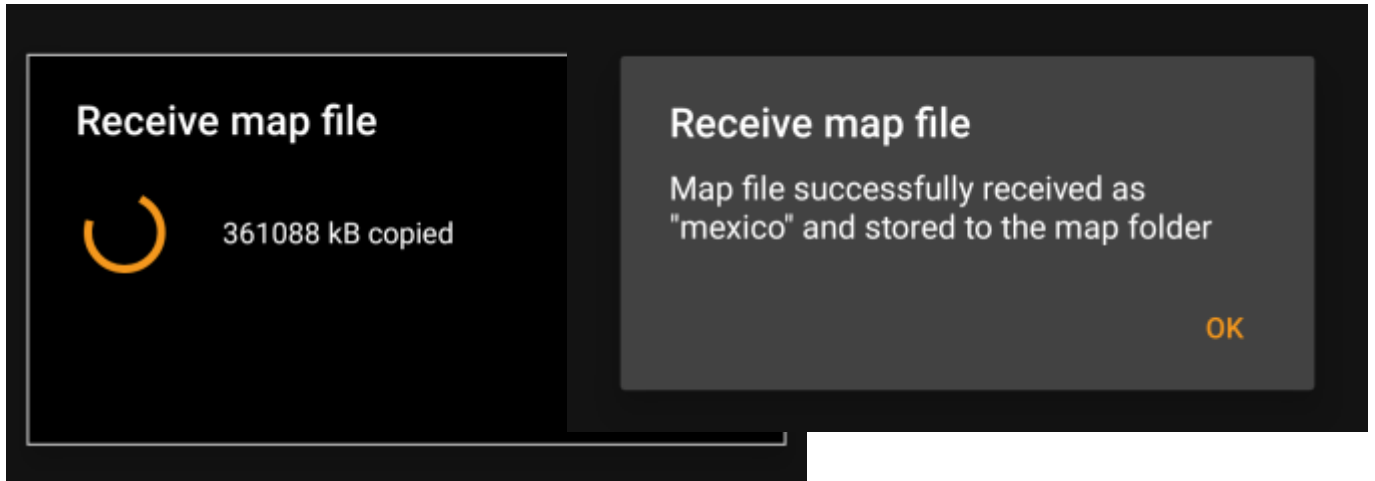 Receive map file
361088 kB copied
Receive map file
Map file successfully received as
"mexico" and stored to the map folder
OK